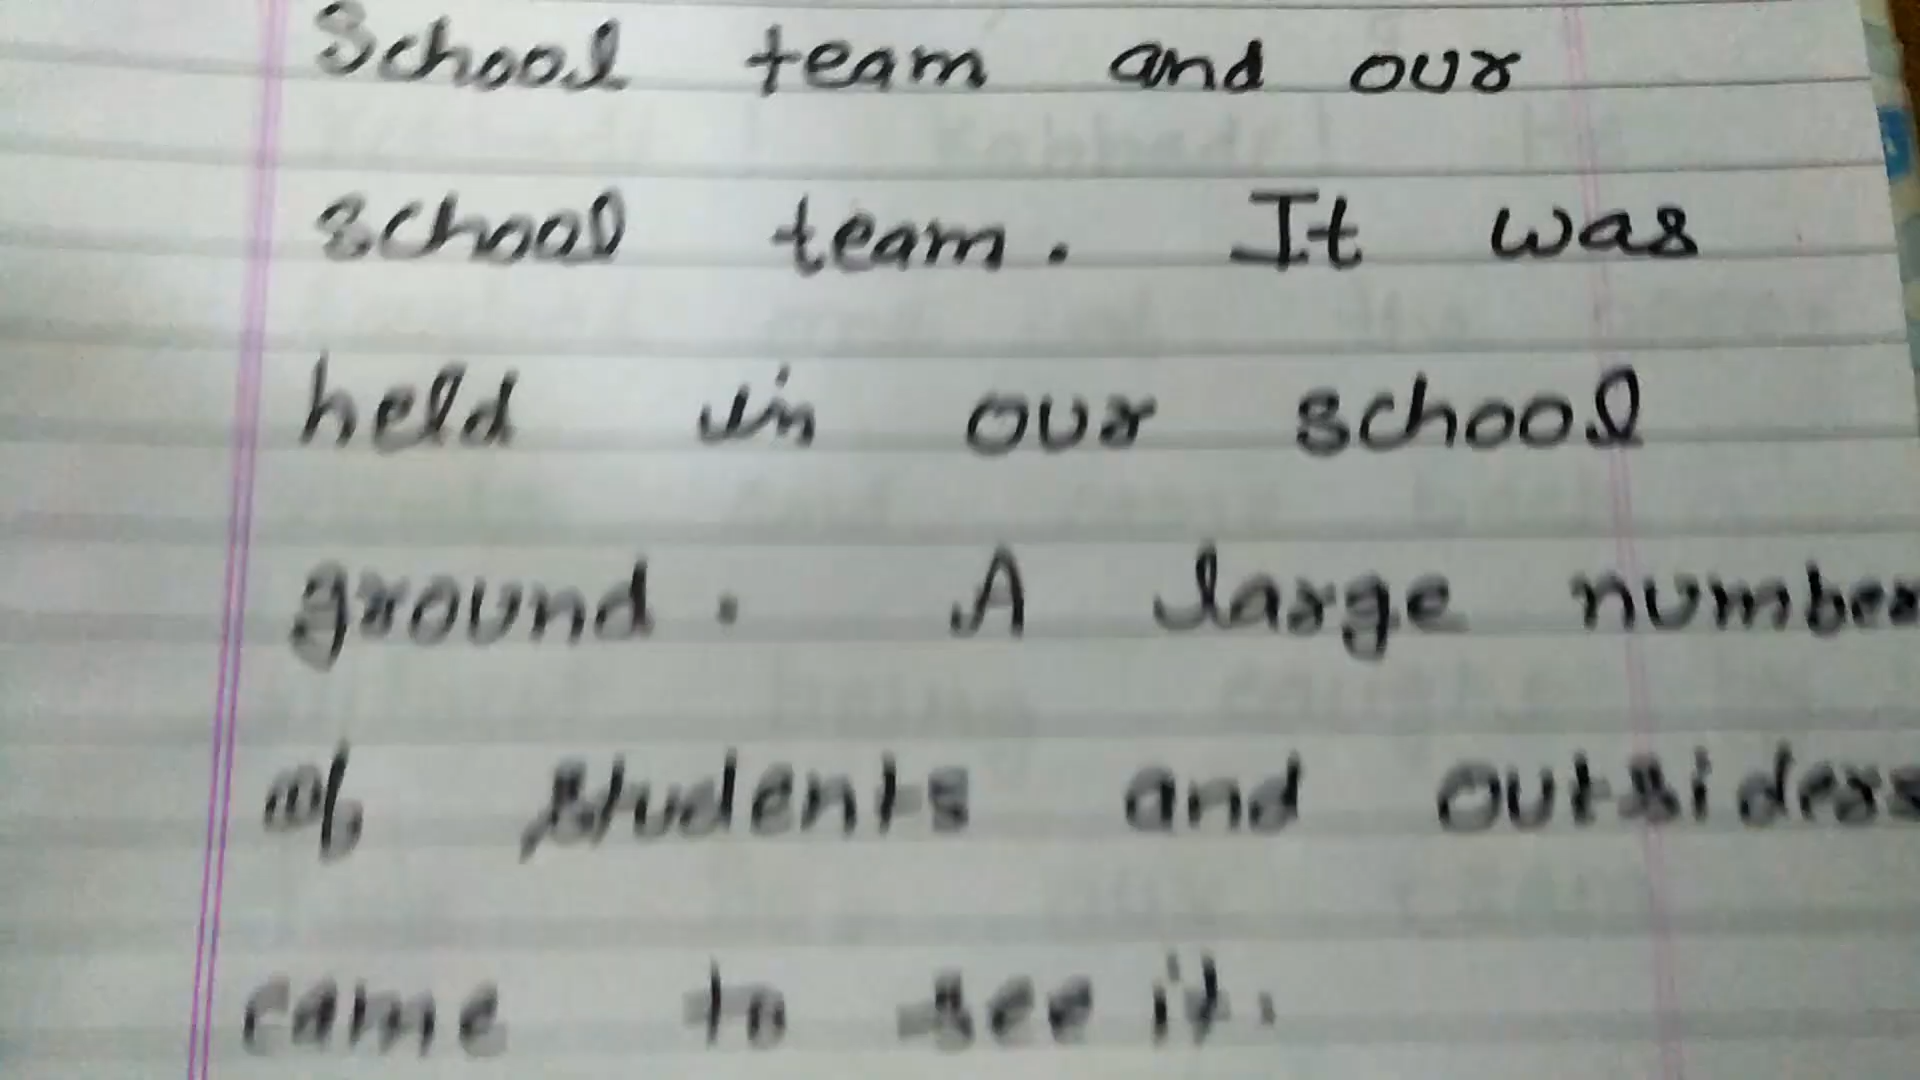 School team and our
school team. It was
held in our school
ground. A large number
of students and outsiders
came to see it.